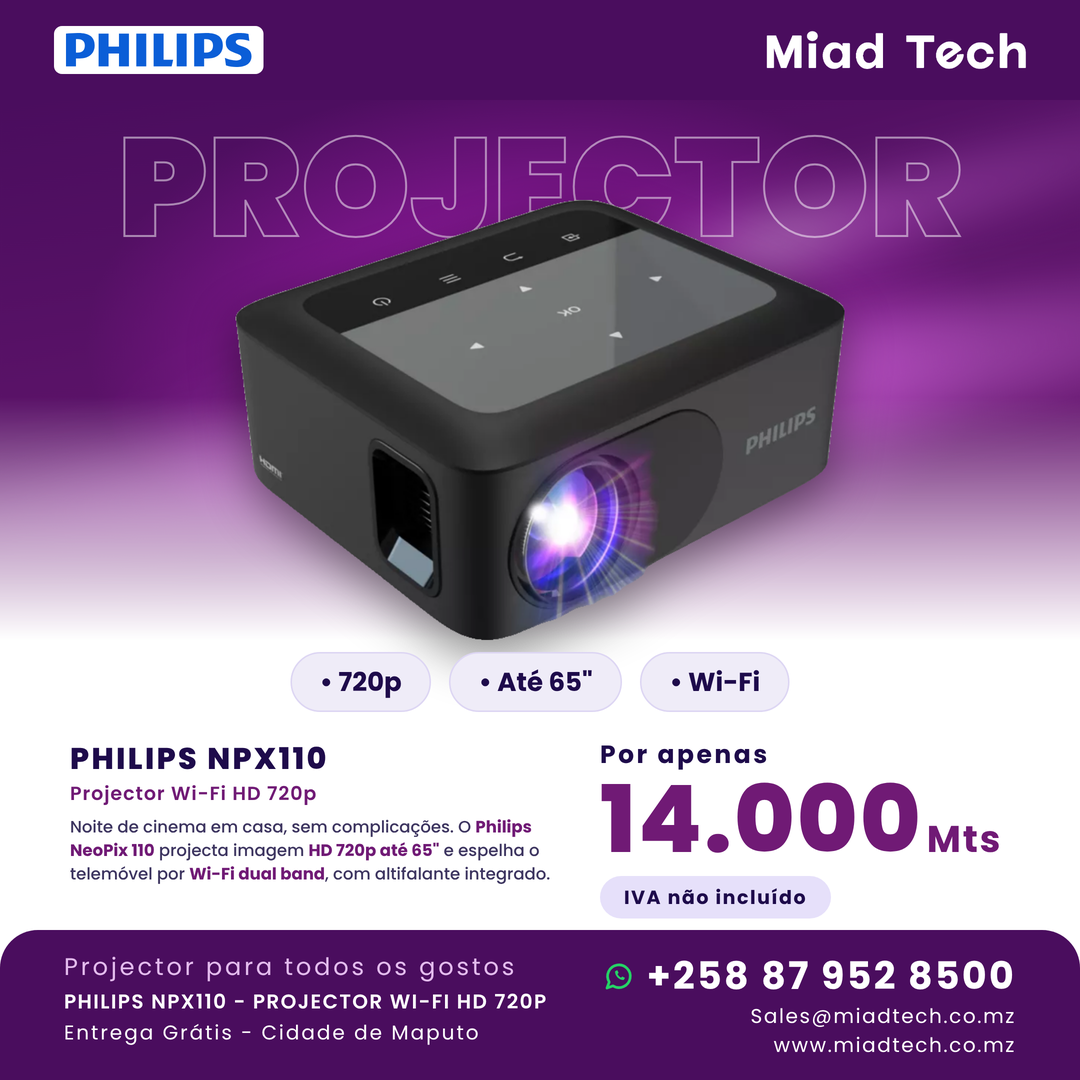 PHILIPS
Miad Tech
PROJECTOR
OK
HDMI
PHILIPS
• 720p
• Até 65"
• Wi-Fi
PHILIPS NPX110
Projector Wi-Fi HD 720p
Noite de cinema em casa, sem complicações. O Philips
NeoPix 110 projecta imagem HD 720p até 65" e espelha o
telemóvel por Wi-Fi dual band, com altifalante integrado.
Por apenas
14.000 Mts
IVA não incluído
Projector para todos os gostos
PHILIPS NPX110 - PROJECTOR WI-FI HD 720P
Entrega Grátis - Cidade de Maputo
+258 87 952 8500
Sales@miadtech.co.mz
www.miadtech.co.mz